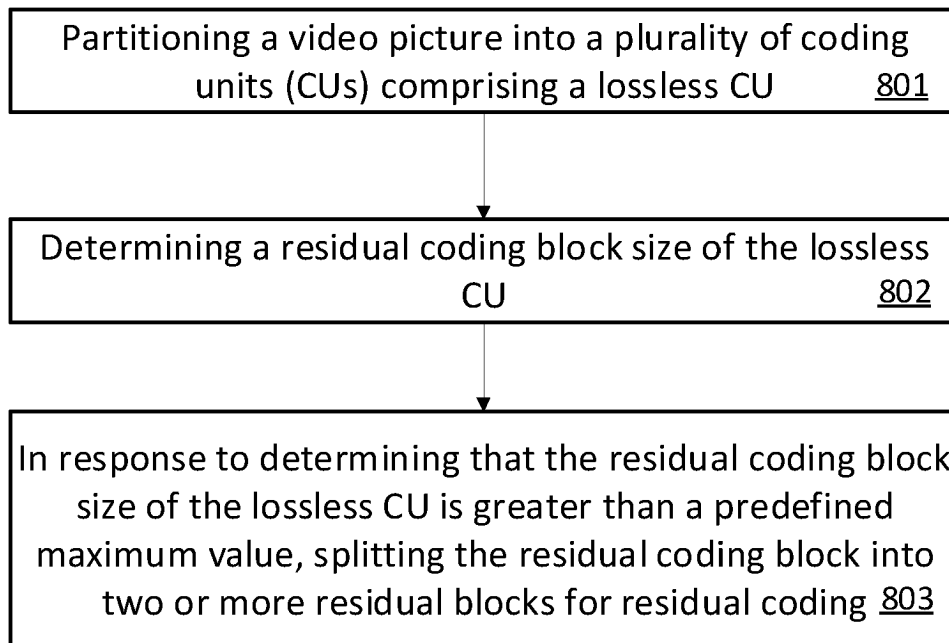 Partitioning a video picture into a plurality of coding
units (CUs) comprising a lossless CU 801
Determining a residual coding block size of the lossless
CU 802
In response to determining that the residual coding block
size of the lossless CU is greater than a predefined
maximum value, splitting the residual coding block into
two or more residual blocks for residual coding 803